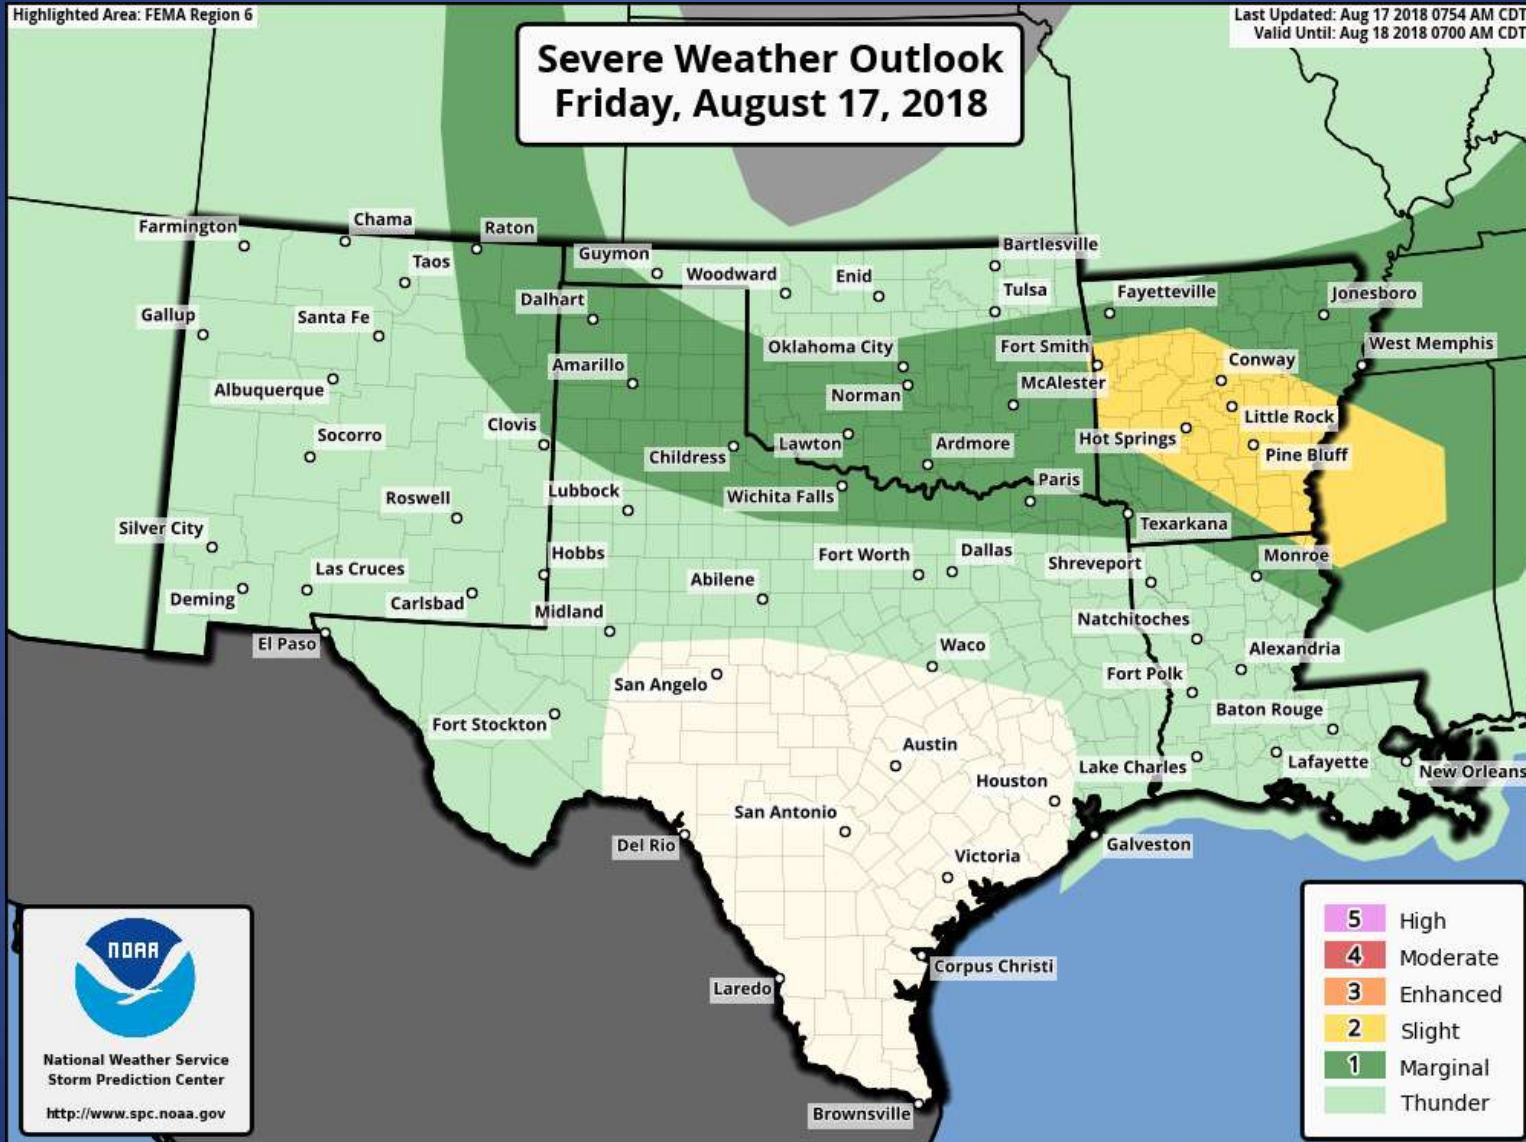 Highlighted Area: FEMA Region 6
Last Updated: Aug 17 2018 0754 AM CDT
Valid Until: Aug 18 2018 0700 AM CDT
Severe Weather Outlook
Friday, August 17, 2018
Farmington
Chama
Raton
Taos
Guymon
Woodward
Enid
Bartlesville
Tulsa
Fayetteville
Jonesboro
Dalhart
Gallup
Santa Fe
Oklahoma City
Fort Smith
West Memphis
Amarillo
Conway
Albuquerque
Norman
McAlester
Little Rock
Clovis
Socorro
Childress
Lawton
Ardmore
Hot Springs
Pine Bluff
Roswell
Lubbock
Wichita Falls
Paris
Texarkana
Silver City
Hobbs
Fort Worth
Dallas
Shreveport
Monroe
Las Cruces
Deming
Carlsbad
Midland
Abilene
Natchitoches
El Paso
Waco
Alexandria
San Angelo
Fort Polk
Fort Stockton
Baton Rouge
Austin
Lake Charles
Lafayette
New Orleans
Houston
San Antonio
Del Rio
Galveston
Victoria
Corpus Christi
Laredo
Brownsville
NOAA
National Weather Service
Storm Prediction Center
http://www.spc.noaa.gov
5 High
4 Moderate
3 Enhanced
2 Slight
1 Marginal
Thunder